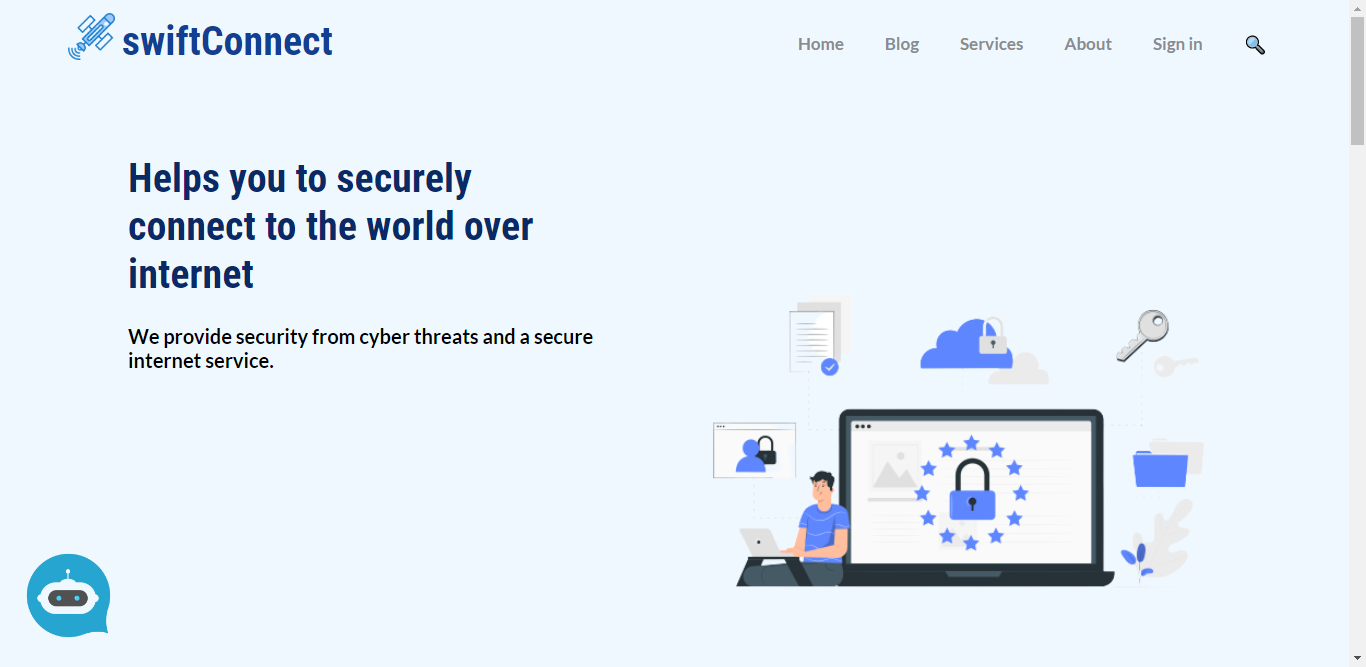 swiftConnect
Home Blog Services About Sign in
Helps you to securely
connect to the world over
internet
We provide security from cyber threats and a secure
internet service.